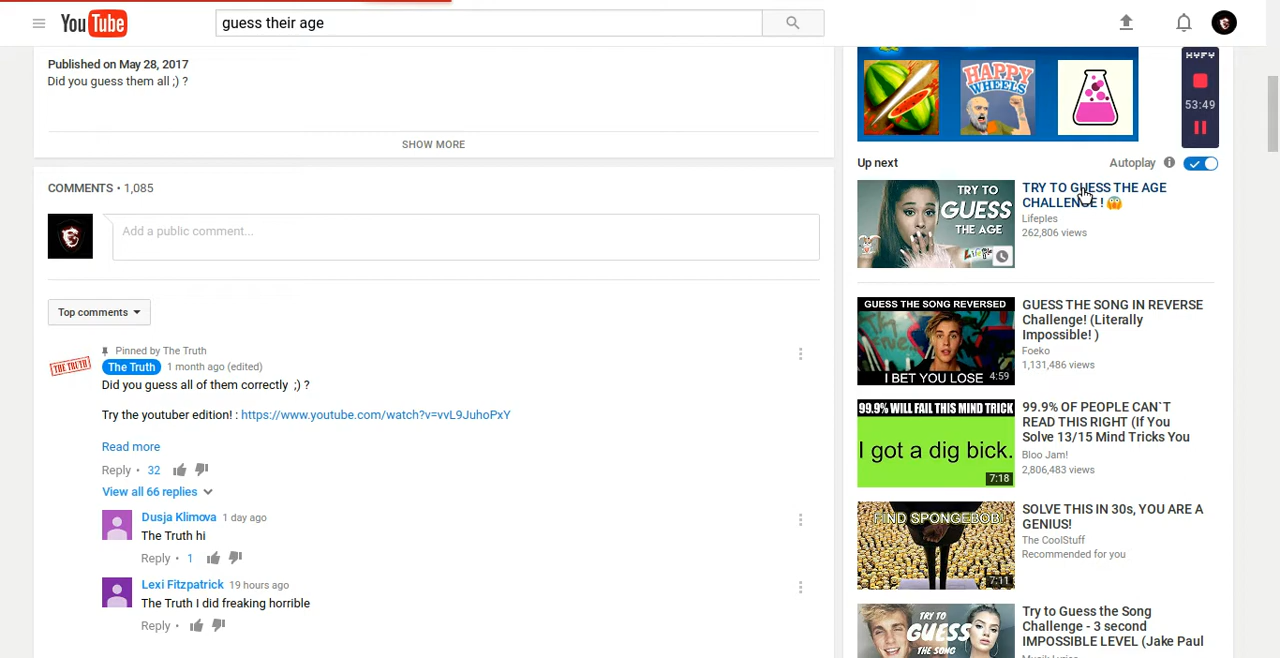 YouTube
guess their age
Published on May 28, 2017
Did you guess them all ;) ?
SHOW MORE
COMMENTS • 1,085
Add a public comment...
Top comments
THE TRUTH
Pinned by The Truth
The Truth 1 month ago (edited)
Did you guess all of them correctly ;) ?
Try the youtuber edition! : https://www.youtube.com/watch?v=vvL9JuhoPxY
Read more
Reply • 32
View all 66 replies
Dusja Klimova 1 day ago
The Truth hi
Reply • 1
Lexi Fitzpatrick 19 hours ago
The Truth I did freaking horrible
Reply •
HAPPY
WHEELS
HYFY
53:49
Up next
Autoplay
TRY TO
GUESS
THE AGE
TRY TO GUESS THE AGE
CHALLENGE ! 😱
Lifeples
262,806 views
GUESS THE SONG REVERSED
I BET YOU LOSE 4:59
GUESS THE SONG IN REVERSE
Challenge! (Literally
Impossible! )
Foeko
1,131,486 views
99.9% WILL FAIL THIS MIND TRICK
I got a dig bick.
7:18
99.9% OF PEOPLE CAN`T
READ THIS RIGHT (If You
Solve 13/15 Mind Tricks You
Bloo Jam!
2,806,483 views
FIND SPONGEBOB!
7:11
SOLVE THIS IN 30s, YOU ARE A
GENIUS!
The CoolStuff
Recommended for you
TRY TO
GUESS
THE SONG
Try to Guess the Song
Challenge - 3 second
IMPOSSIBLE LEVEL (Jake Paul